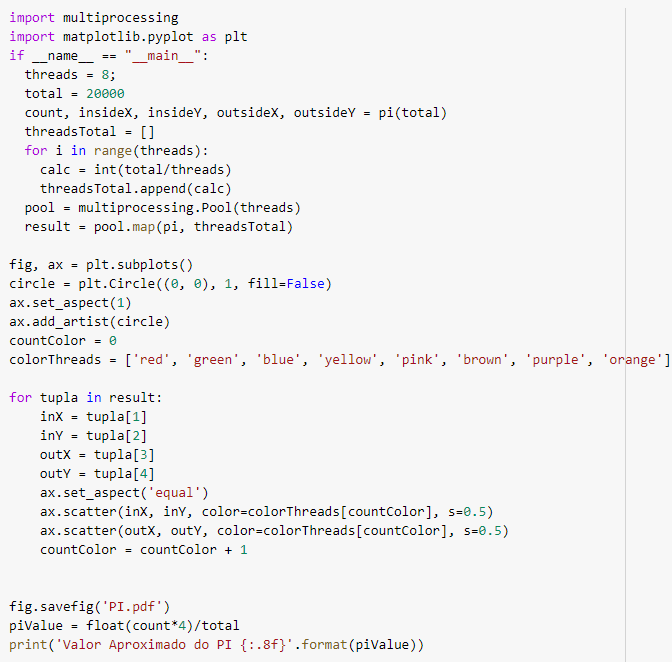 import multiprocessing
import matplotlib.pyplot as plt
if __name__ == "__main__":
  threads = 8;
  total = 20000
  count, insideX, insideY, outsideX, outsideY = pi(total)
  threadsTotal = []
  for i in range(threads):
    calc = int(total/threads)
    threadsTotal.append(calc)
  pool = multiprocessing.Pool(threads)
  result = pool.map(pi, threadsTotal)

fig, ax = plt.subplots()
circle = plt.Circle((0, 0), 1, fill=False)
ax.set_aspect(1)
ax.add_artist(circle)
countColor = 0
colorThreads = ['red', 'green', 'blue', 'yellow', 'pink', 'brown', 'purple', 'orange']

for tupla in result:
    inX = tupla[1]
    inY = tupla[2]
    outX = tupla[3]
    outY = tupla[4]
    ax.set_aspect('equal')
    ax.scatter(inX, inY, color=colorThreads[countColor], s=0.5)
    ax.scatter(outX, outY, color=colorThreads[countColor], s=0.5)
    countColor = countColor + 1


fig.savefig('PI.pdf')
piValue = float(count*4)/total
print('Valor Aproximado do PI {:.8f}'.format(piValue))